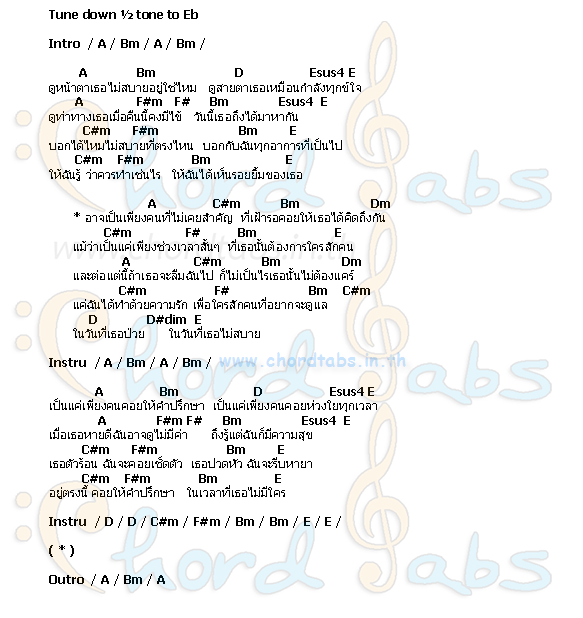 Tune down ½ tone to Eb
Intro / A / Bm / A / Bm /
A Bm D Esus4 E
ดูหน้าตาเธอไม่สบายอยู่ใช่ไหม ดูสายตาเธอเหมือนกำลังทุกข์ใจ
A F#m F# Bm Esus4 E
ดูท่าทางเธอเมื่อคืนนี้คงมีไข้ วันนี้เธอถึงได้มาหากัน
C#m F#m Bm E
บอกได้ไหมไม่สบายที่ตรงไหน บอกกับฉันทุกอาการที่เป็นไป
C#m F#m Bm E
ให้ฉันรู้ ว่าควรทำเช่นไร ให้ฉันได้เห็นรอยยิ้มของเธอ
A C#m Bm Dm
* อาจเป็นเพียงคนที่ไม่เคยสำคัญ ที่เฝ้ารอคอยให้เธอได้คิดถึงกัน
C#m F# Bm E
แม้ว่าเป็นแค่เพียงช่วงเวลาสั้นๆ ที่เธอนั้นต้องการใครสักคน
A C#m Bm Dm
และต่อแต่นี้ถ้าเธอจะลืมฉันไป ก็ไม่เป็นไรเธอนั้นไม่ต้องแคร์
C#m F# Bm C#m
แค่ฉันได้ทำด้วยความรัก เพื่อใครสักคนที่อยากจะดูแล
D D#dim E
ในวันที่เธอป่วย ในวันที่เธอไม่สบาย
Instru / A / Bm / A / Bm /
www.chordtabs.in.th
A Bm D Esus4 E
เป็นแค่เพียงคนคอยให้คำปรึกษา เป็นแค่เพียงคนคอยห่วงใยทุกเวลา
A F#m F# Bm Esus4 E
เมื่อเธอหายดีฉันอาจดูไม่มีค่า ถึงรู้แต่ฉันก็มีความสุข
C#m F#m Bm E
เธอตัวร้อน ฉันจะคอยเช็ดตัว เธอปวดหัว ฉันจะรีบหายา
C#m F#m Bm E
อยู่ตรงนี้ คอยให้คำปรึกษา ในเวลาที่เธอไม่มีใคร
Instru / D / D / C#m / F#m / Bm / Bm / E / E /
( * )
Outro / A / Bm / A